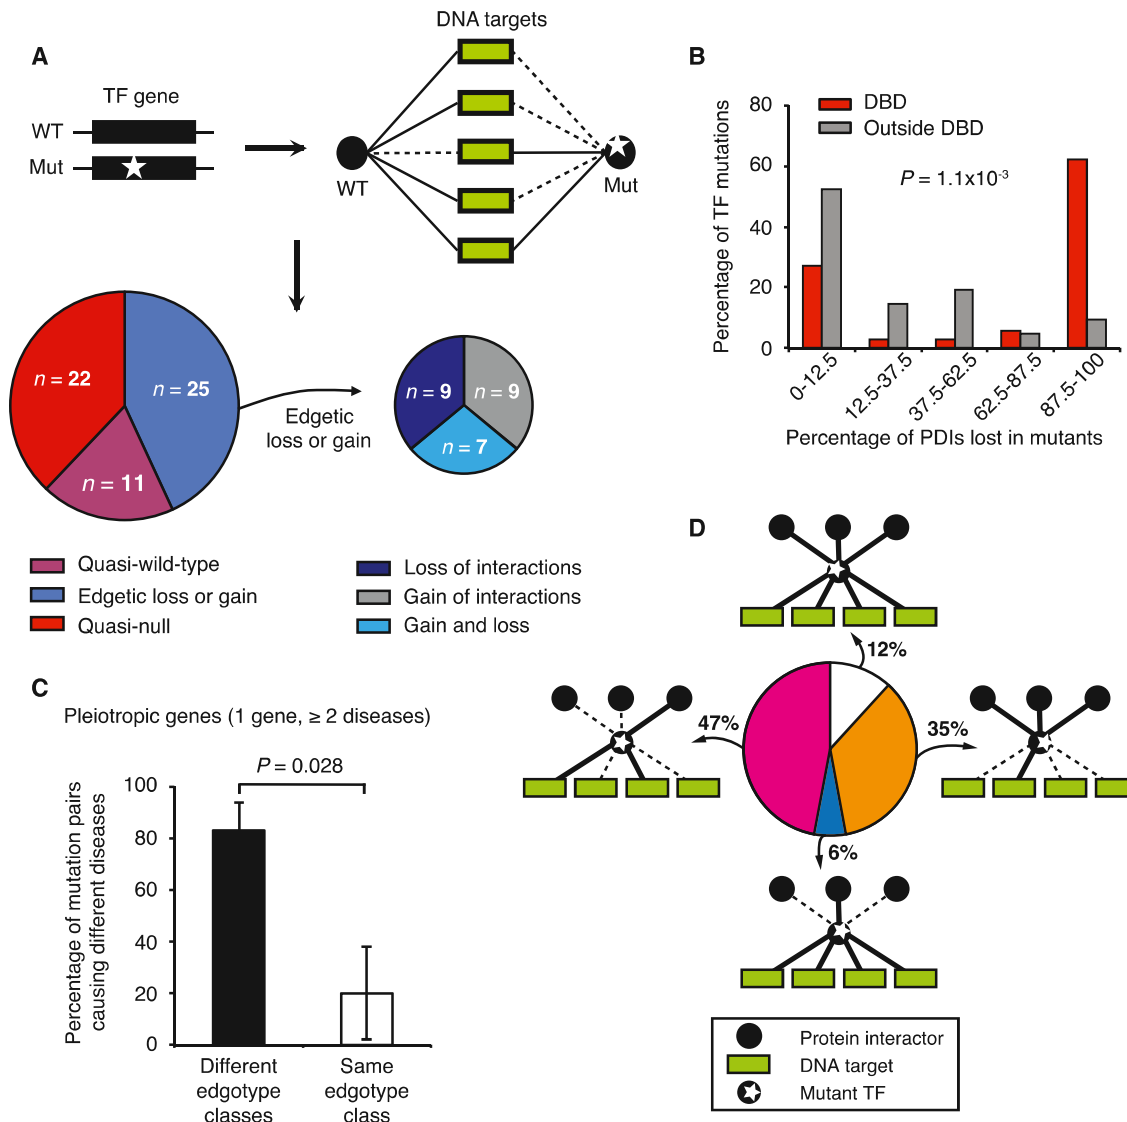 A
DNA targets
TF gene
WT
Mut
WT
Mut
n = 22
n = 25
n = 11
Edgetic
loss or gain
n = 9
n = 9
n = 7
Quasi-wild-type
Edgetic loss or gain
Quasi-null
Loss of interactions
Gain of interactions
Gain and loss
B
Percentage of TF mutations
80
60
40
20
0
DBD
Outside DBD
P = 1.1x10-3
0-12.5
12.5-37.5
37.5-62.5
62.5-87.5
87.5-100
Percentage of PDIs lost in mutants
C
Pleiotropic genes (1 gene, ≥ 2 diseases)
P = 0.028
Percentage of mutation pairs
causing different diseases
100
80
60
40
20
0
Different
edgotype
classes
Same
edgotype
class
D
12%
47%
35%
6%
Protein interactor
DNA target
Mutant TF